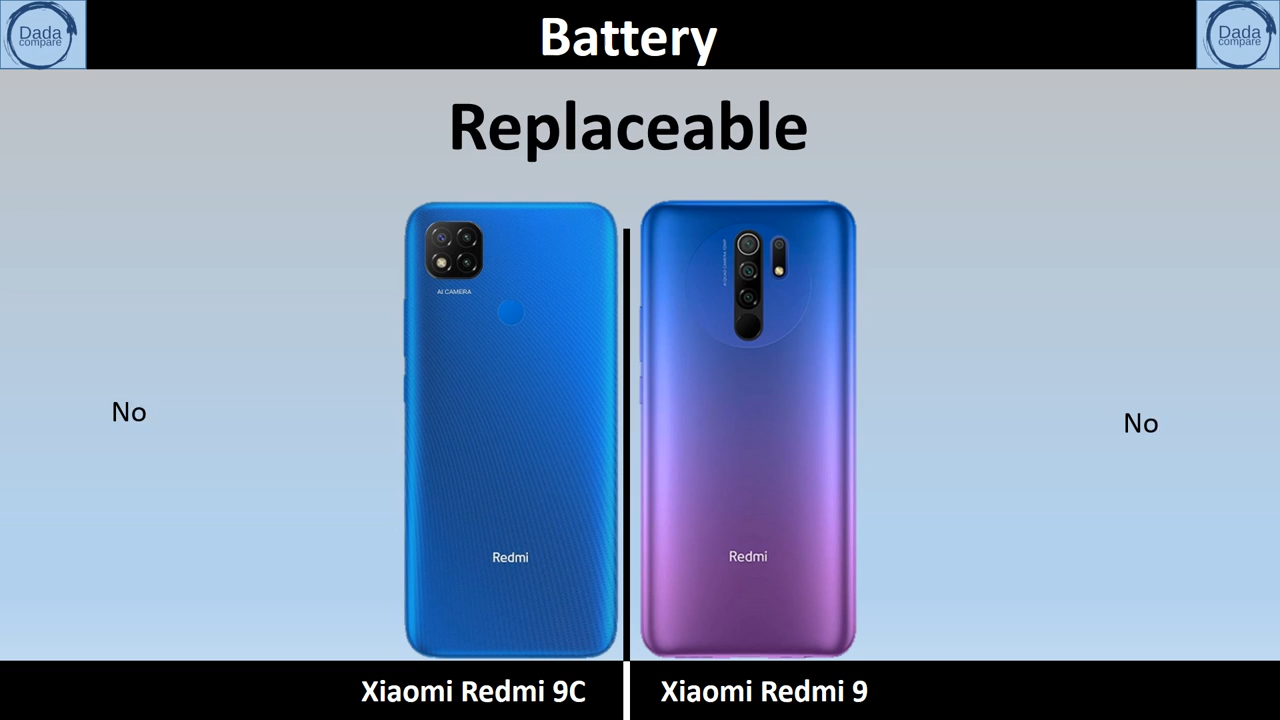 Dada
compare
Battery
Dada
compare
Replaceable
AI CAMERA
No
No
Redmi
Redmi
Xiaomi Redmi 9C
Xiaomi Redmi 9